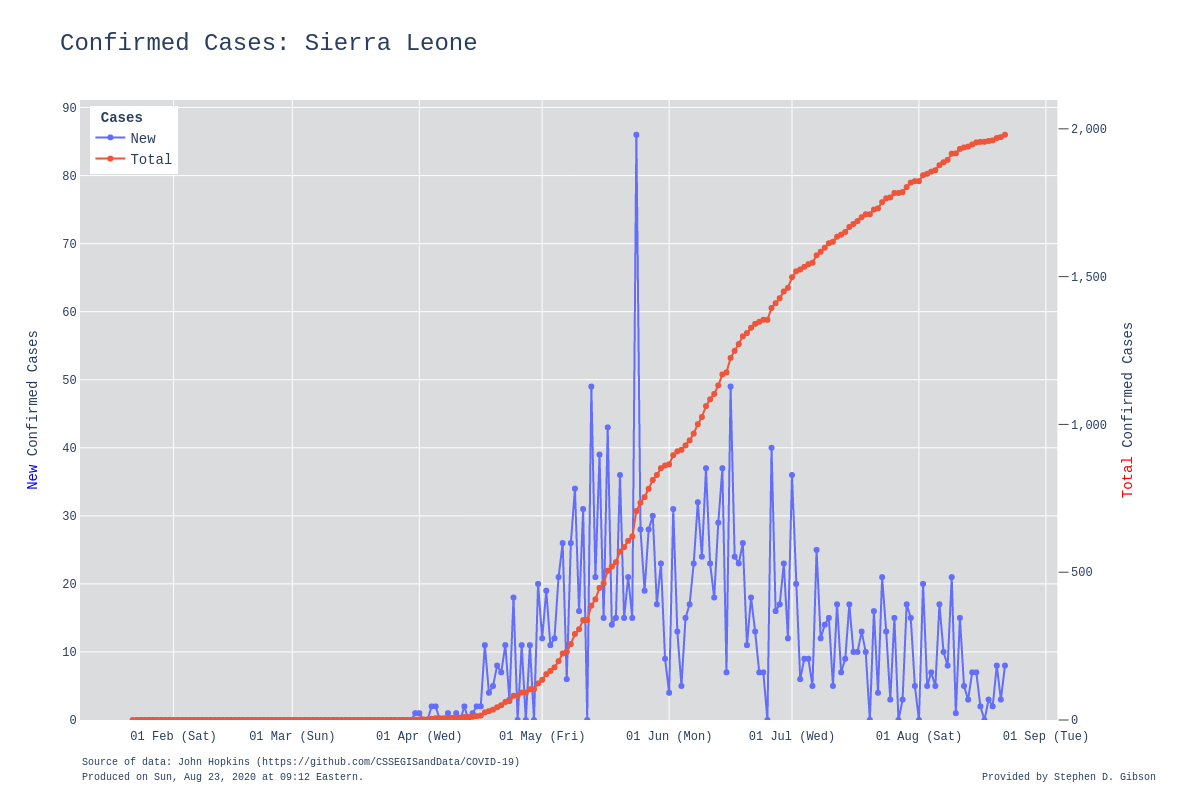 Confirmed Cases: Sierra Leone
Cases
New
Total
90
80
70
60
50
40
30
20
10
0
New Confirmed Cases
2,000
1,500
1,000
500
0
Total Confirmed Cases
01 Feb (Sat) 01 Mar (Sun) 01 Apr (Wed) 01 May (Fri) 01 Jun (Mon) 01 Jul (Wed) 01 Aug (Sat) 01 Sep (Tue)
Source of data: John Hopkins (https://github.com/CSSEGISandData/COVID-19)
Produced on Sun, Aug 23, 2020 at 09:12 Eastern.
Provided by Stephen D. Gibson